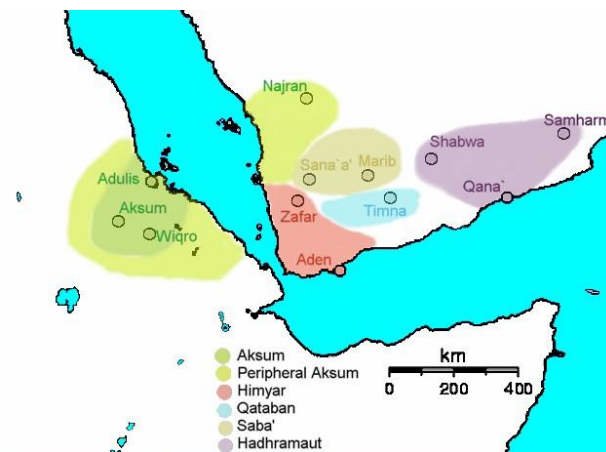 Najran
Samharm
Shabwa
Sana`a'
Marib
Adulis
Qana`
Timna
Zafar
Aksum
Wiqro
Aden
km
0 200 400
Aksum
Peripheral Aksum
Himyar
Qataban
Saba'
Hadhramaut